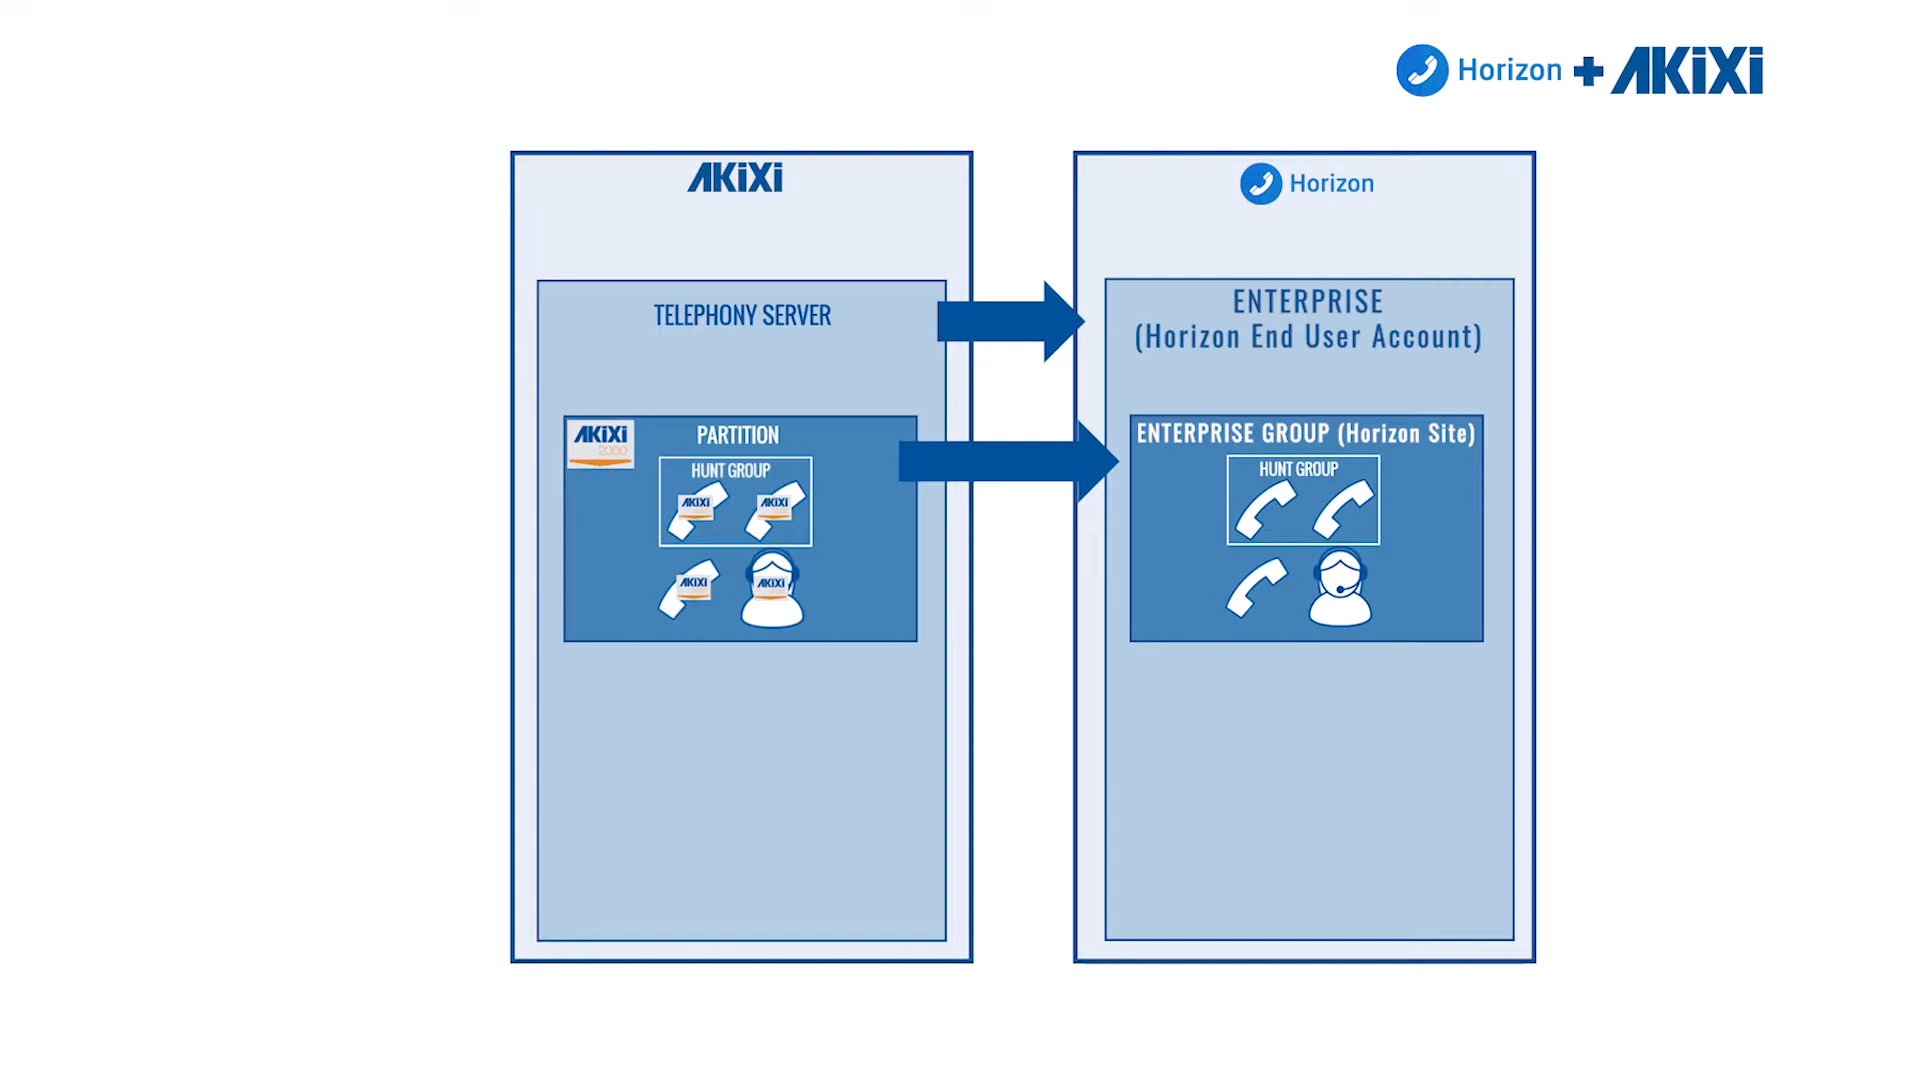 Horizon + AKiXi
AKiXi
TELEPHONY SERVER
AKiXi
2000
PARTITION
HUNT GROUP
AKiXi
AKiXi
AKiXi
AKiXi
Horizon
ENTERPRISE
(Horizon End User Account)
ENTERPRISE GROUP (Horizon Site)
HUNT GROUP